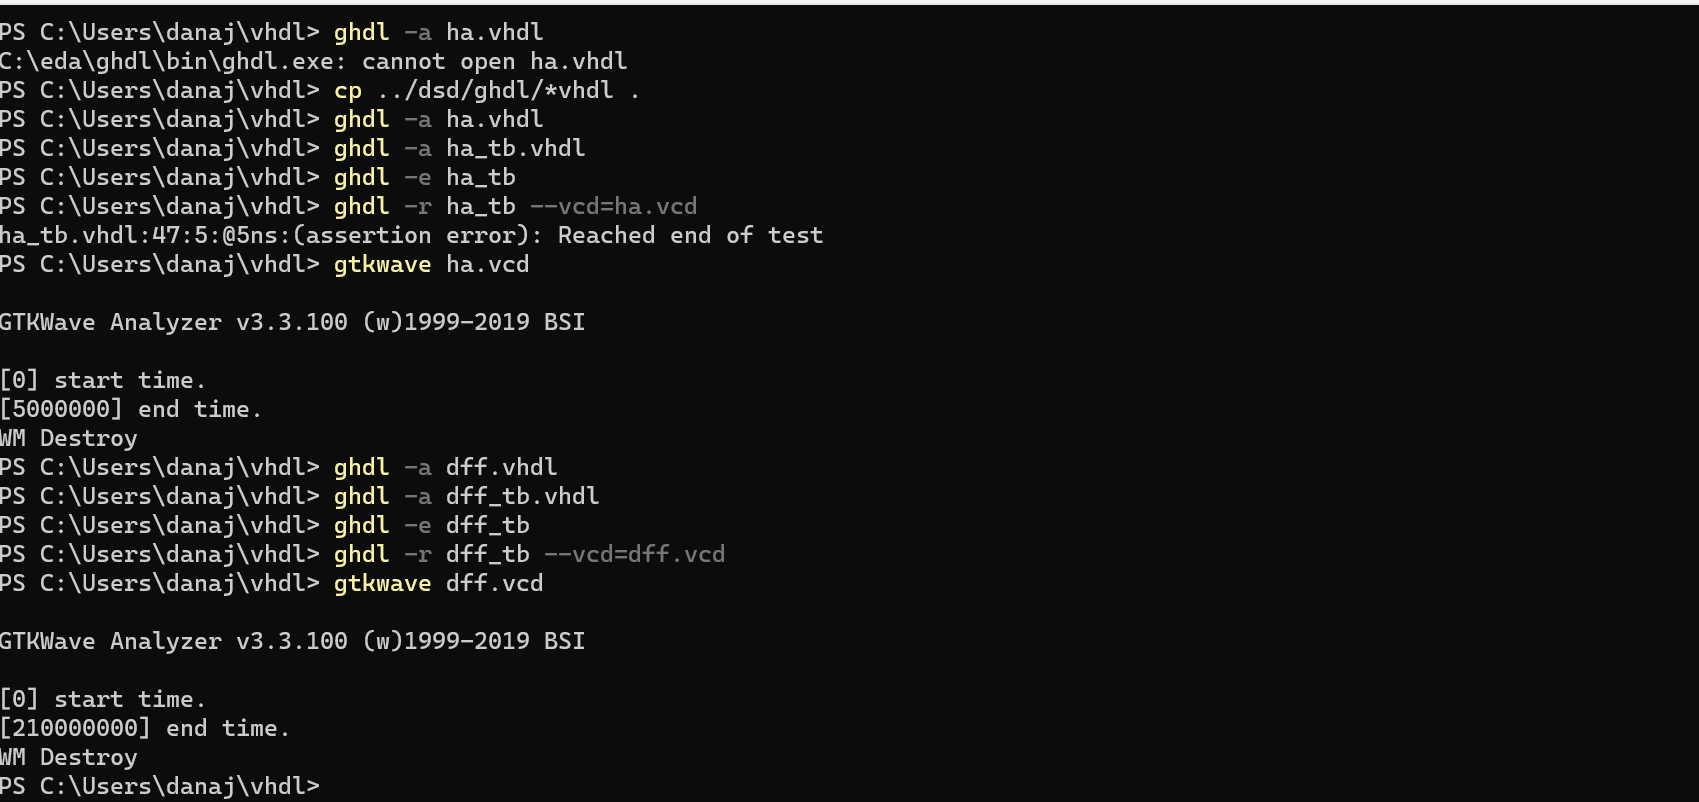 PS C:\Users\danaj\vhdl> ghdl -a ha.vhdl
C:\eda\ghdl\bin\ghdl.exe: cannot open ha.vhdl
PS C:\Users\danaj\vhdl> cp ../dsd/ghdl/*vhdl .
PS C:\Users\danaj\vhdl> ghdl -a ha.vhdl
PS C:\Users\danaj\vhdl> ghdl -a ha_tb.vhdl
PS C:\Users\danaj\vhdl> ghdl -e ha_tb
PS C:\Users\danaj\vhdl> ghdl -r ha_tb --vcd=ha.vcd
ha_tb.vhdl:47:5:@5ns:(assertion error): Reached end of test
PS C:\Users\danaj\vhdl> gtkwave ha.vcd
GTKWave Analyzer v3.3.100 (w)1999-2019 BSI
[0] start time.
[5000000] end time.
WM Destroy
PS C:\Users\danaj\vhdl> ghdl -a dff.vhdl
PS C:\Users\danaj\vhdl> ghdl -a dff_tb.vhdl
PS C:\Users\danaj\vhdl> ghdl -e dff_tb
PS C:\Users\danaj\vhdl> ghdl -r dff_tb --vcd=dff.vcd
PS C:\Users\danaj\vhdl> gtkwave dff.vcd
GTKWave Analyzer v3.3.100 (w)1999-2019 BSI
[0] start time.
[210000000] end time.
WM Destroy
PS C:\Users\danaj\vhdl>